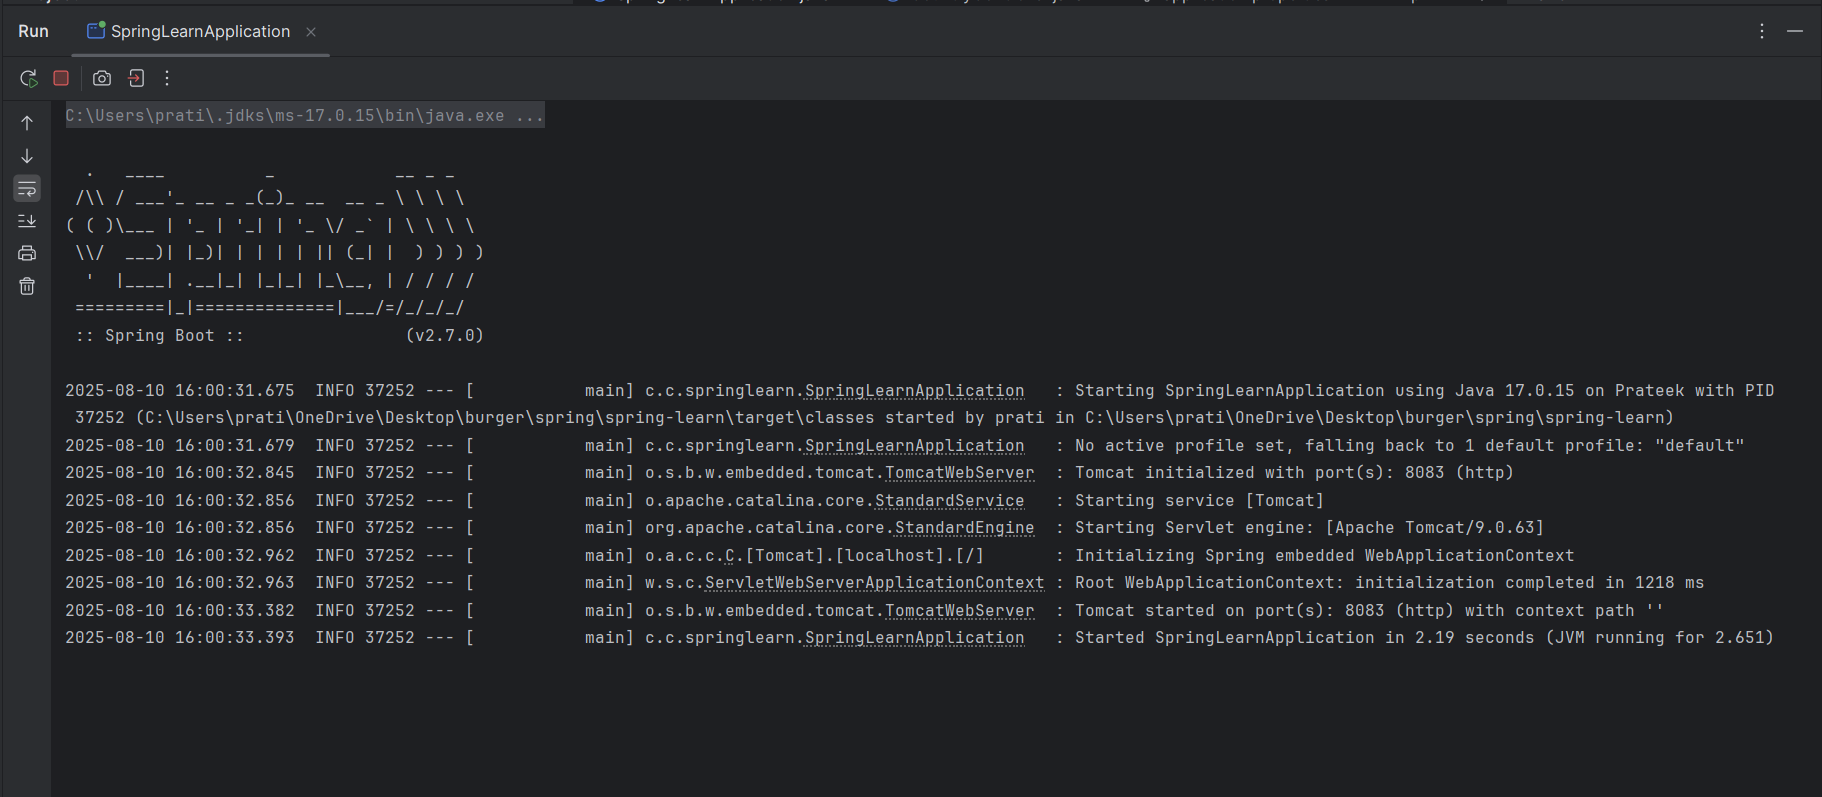 Run SpringLearnApplication
C:\Users\prati\.jdks\ms-17.0.15\bin\java.exe ...
  .   ____          _            __ _ _
 /\\ / ___'_ __ _ _(_)_ __  __ _ \ \ \ \
( ( )\___ | '_ | '_| | '_ \/ _` | \ \ \ \
 \\/  ___)| |_)| | | | | || (_| |  ) ) ) )
  '  |____| .__|_| |_|_| |_\__, | / / / /
 =========|_|==============|___/=/_/_/_/
 :: Spring Boot ::                (v2.7.0)
2025-08-10 16:00:31.675  INFO 37252 --- [           main] c.c.springlearn.SpringLearnApplication   : Starting SpringLearnApplication using Java 17.0.15 on Prateek with PID
 37252 (C:\Users\prati\OneDrive\Desktop\burger\spring\spring-learn\target\classes started by prati in C:\Users\prati\OneDrive\Desktop\burger\spring\spring-learn)
2025-08-10 16:00:31.679  INFO 37252 --- [           main] c.c.springlearn.SpringLearnApplication   : No active profile set, falling back to 1 default profile: "default"
2025-08-10 16:00:32.845  INFO 37252 --- [           main] o.s.b.w.embedded.tomcat.TomcatWebServer  : Tomcat initialized with port(s): 8083 (http)
2025-08-10 16:00:32.856  INFO 37252 --- [           main] o.apache.catalina.core.StandardService   : Starting service [Tomcat]
2025-08-10 16:00:32.856  INFO 37252 --- [           main] org.apache.catalina.core.StandardEngine  : Starting Servlet engine: [Apache Tomcat/9.0.63]
2025-08-10 16:00:32.962  INFO 37252 --- [           main] o.a.c.c.C.[Tomcat].[localhost].[/]       : Initializing Spring embedded WebApplicationContext
2025-08-10 16:00:32.963  INFO 37252 --- [           main] w.s.c.ServletWebServerApplicationContext : Root WebApplicationContext: initialization completed in 1218 ms
2025-08-10 16:00:33.382  INFO 37252 --- [           main] o.s.b.w.embedded.tomcat.TomcatWebServer  : Tomcat started on port(s): 8083 (http) with context path ''
2025-08-10 16:00:33.393  INFO 37252 --- [           main] c.c.springlearn.SpringLearnApplication   : Started SpringLearnApplication in 2.19 seconds (JVM running for 2.651)